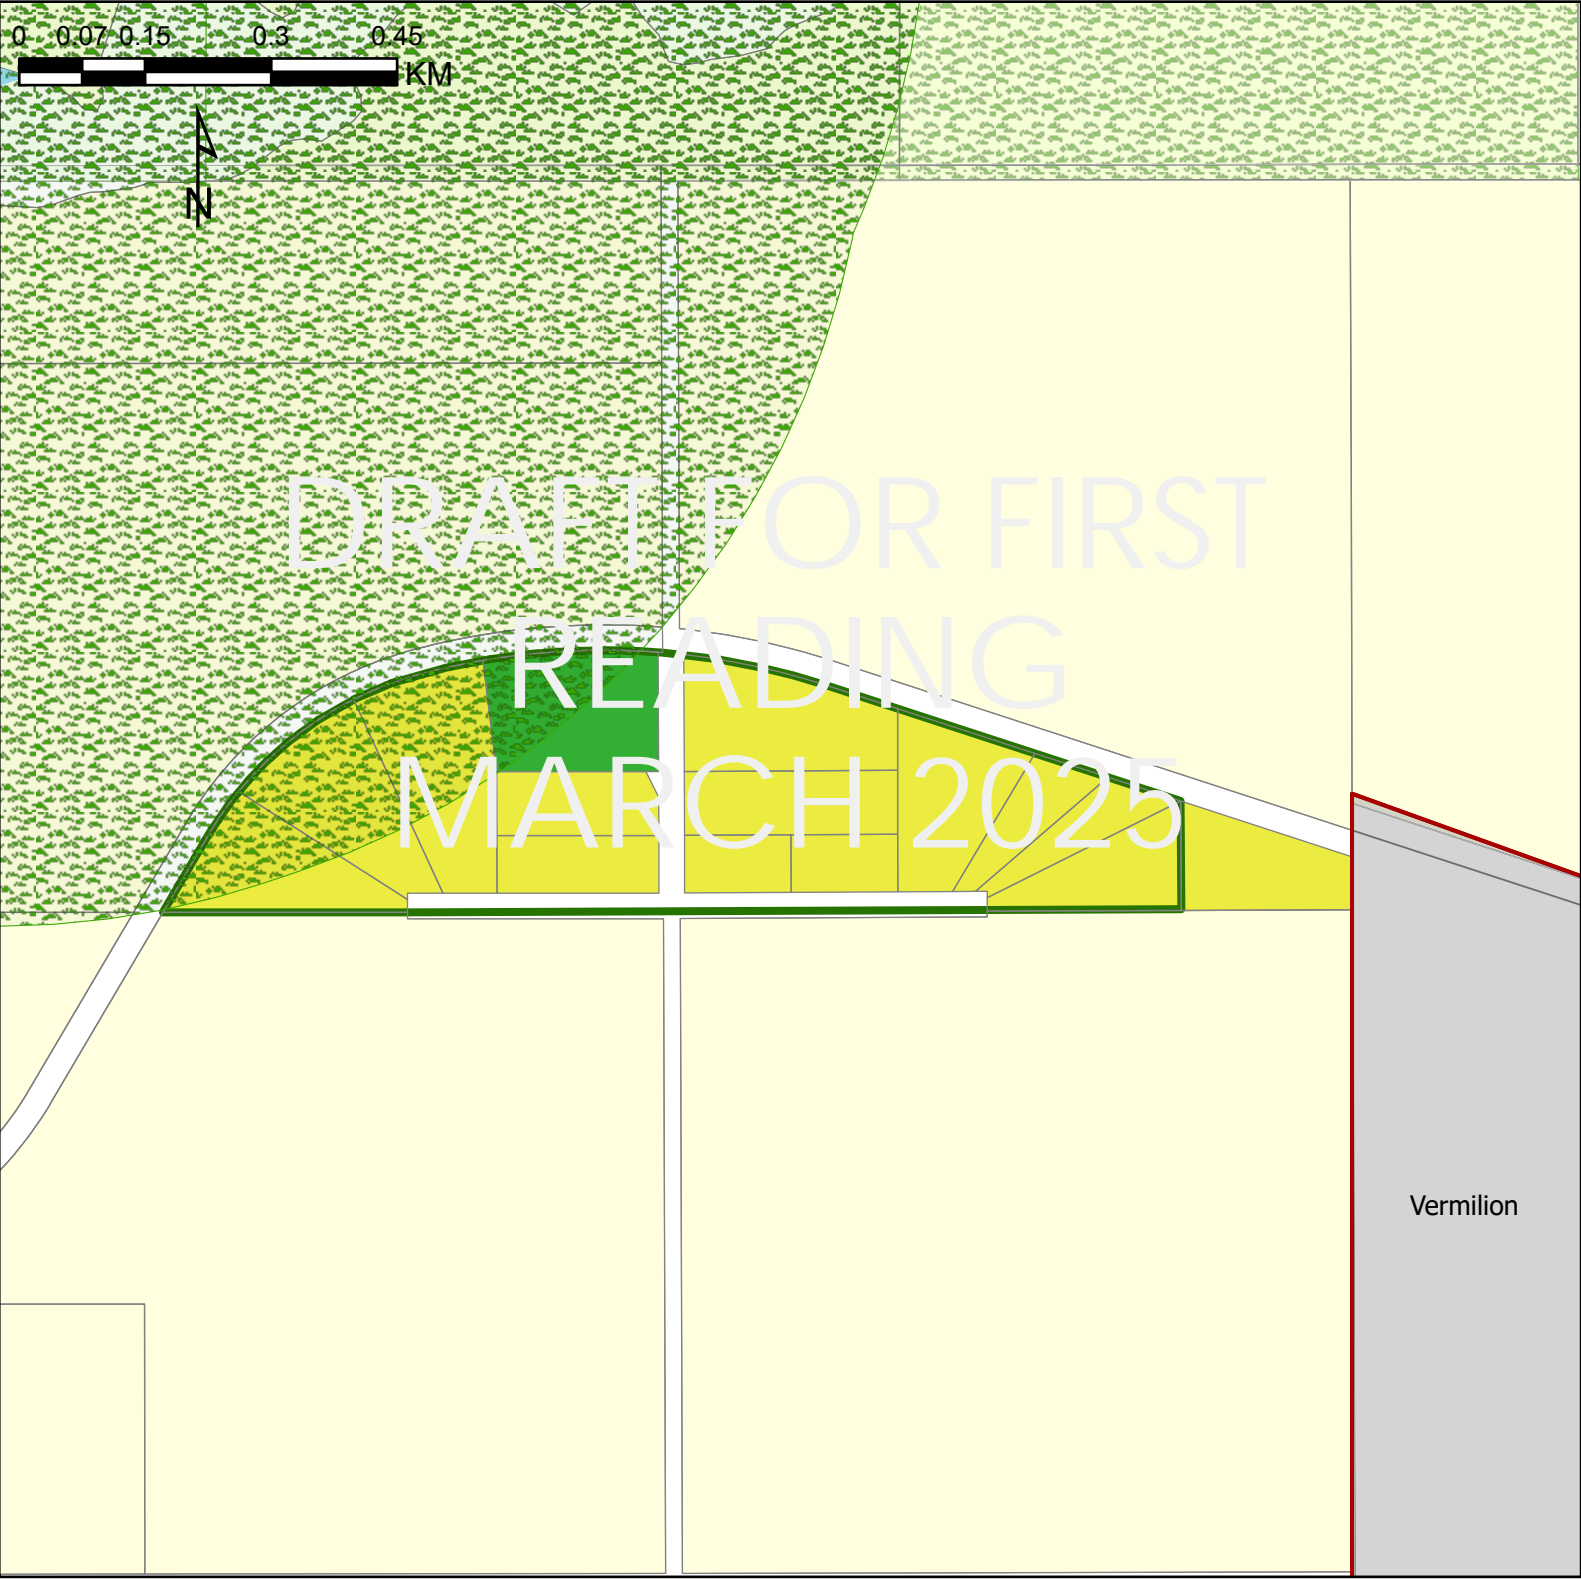 0 0.07 0.15 0.3 0.45
KM
N
DRAFT FOR FIRST
READING
MARCH 2025
Vermilion